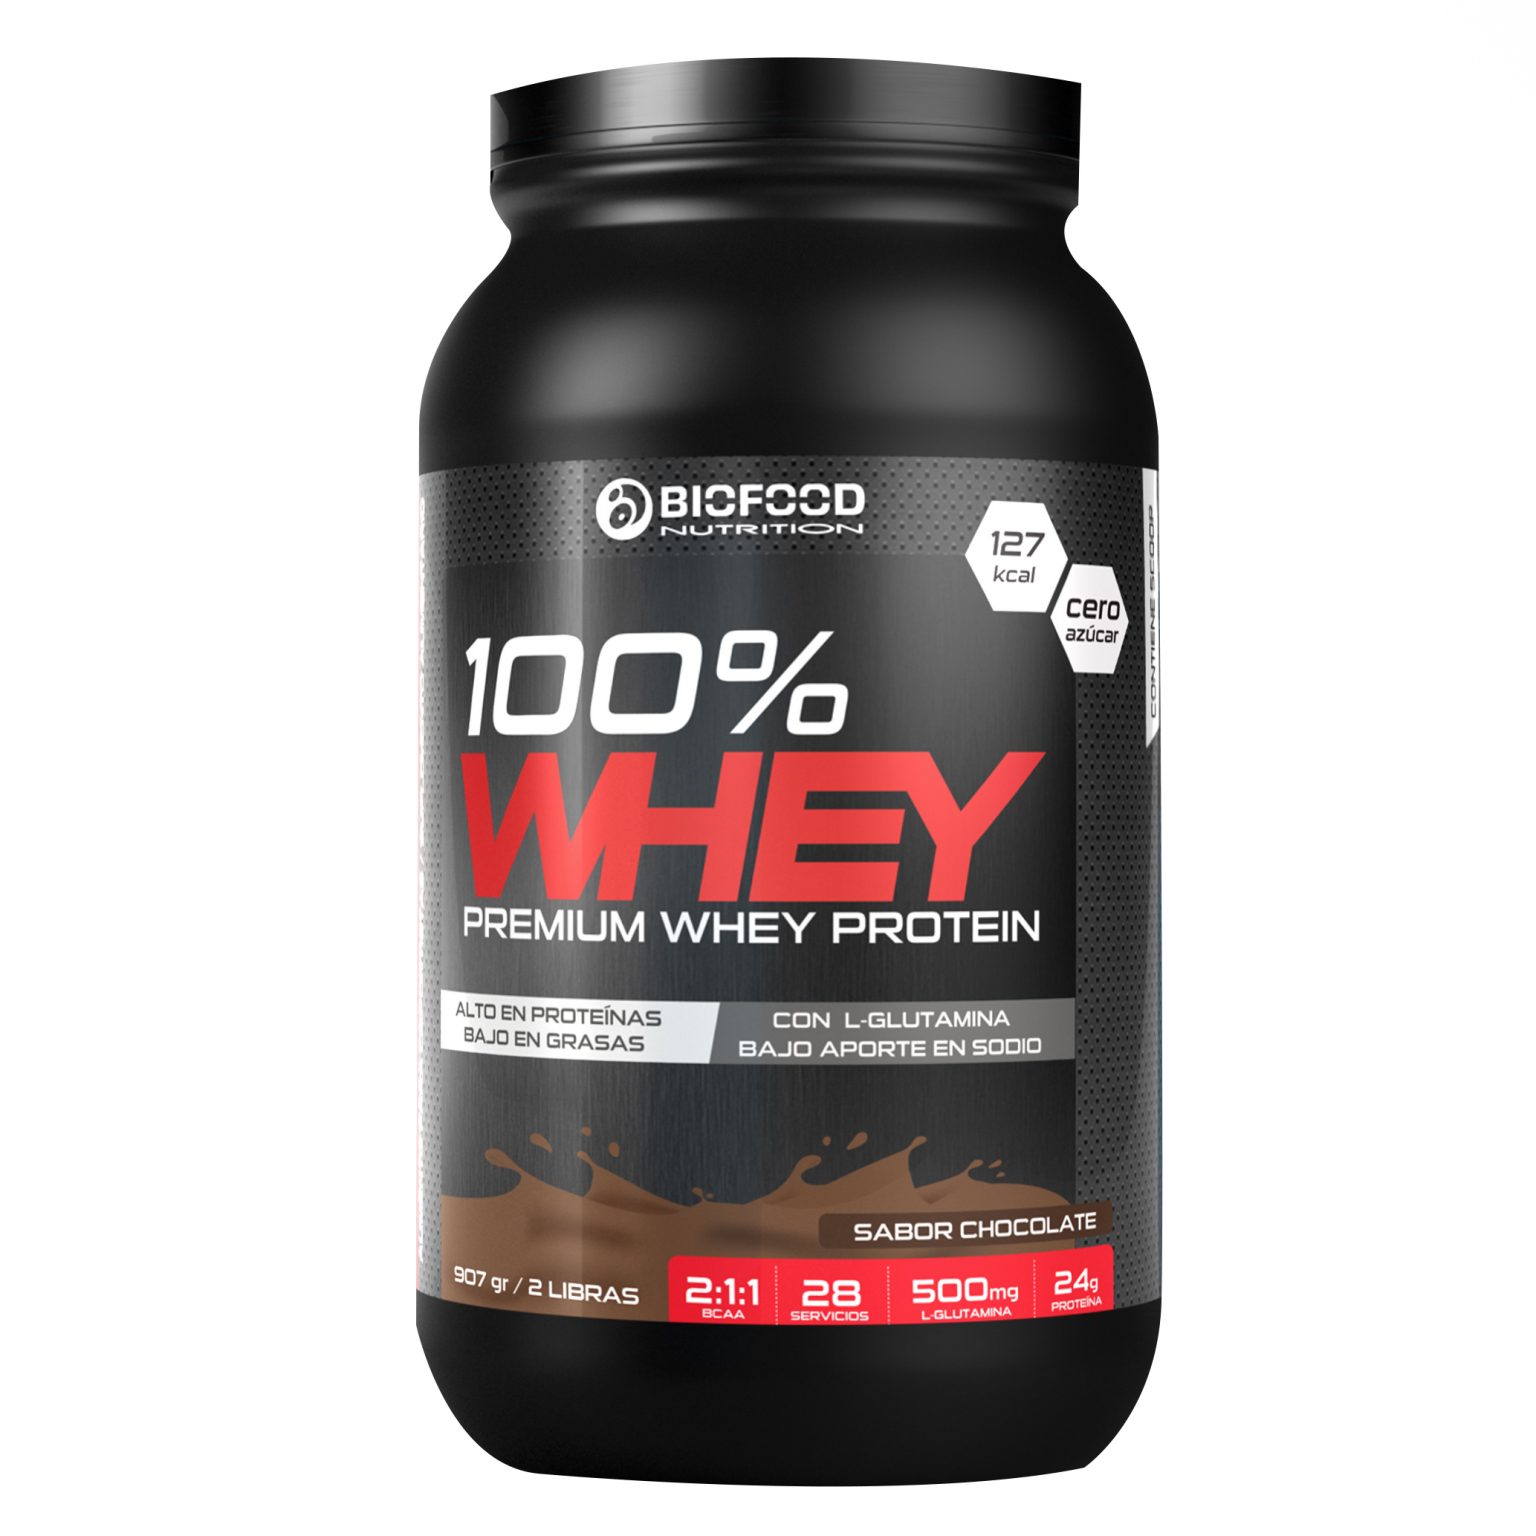 BIOFOOD
NUTRITION
127
kcal
cero
azúcar
CONTIENE SCOOP
100%
WHEY
PREMIUM WHEY PROTEIN
ALTO EN PROTEÍNAS
BAJO EN GRASAS
CON L-GLUTAMINA
BAJO APORTE EN SODIO
SABOR CHOCOLATE
907 gr / 2 LIBRAS
2:1:1
BCAA
28
SERVICIOS
500mg
L-GLUTAMINA
24g
PROTEÍNA